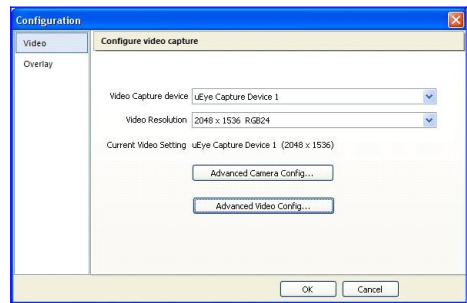 Configuration
Video
Overlay
Configure video capture
Video Capture device uEye Capture Device 1
Video Resolution 2048 x 1536 RGB24
Current Video Setting uEye Capture Device 1 (2048 x 1536)
Advanced Camera Config...
Advanced Video Config...
OK Cancel